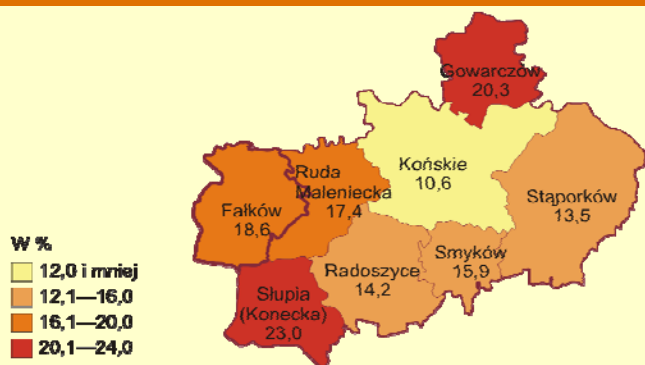 Gowarczów
20,3
Końskie
10,6
Ruda
Maleniecka
17,4
Stąporków
13,5
Fałków
18,6
Smyków
15,9
Radoszyce
14,2
Słupia
(Konecka)
23,0
W %
12,0 i mniej
12,1—16,0
16,1—20,0
20,1—24,0